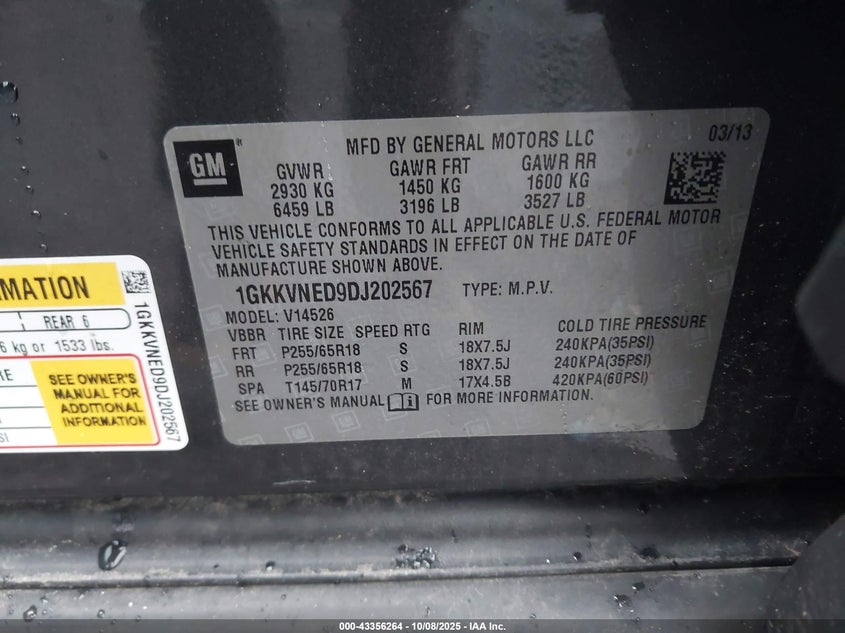 MFD BY GENERAL MOTORS LLC
03/13
GM
GVWR GAWR FRT GAWR RR
2930 KG 1450 KG 1600 KG
6459 LB 3196 LB 3527 LB
THIS VEHICLE CONFORMS TO ALL APPLICABLE U.S. FEDERAL MOTOR
VEHICLE SAFETY STANDARDS IN EFFECT ON THE DATE OF
MANUFACTURE SHOWN ABOVE.
1GKKVNED9DJ202567 TYPE: M.P.V.
MODEL: V14526
VBBR TIRE SIZE SPEED RTG RIM COLD TIRE PRESSURE
FRT P255/65R18 S 18X7.5J 240KPA(35PSI)
RR P255/65R18 S 18X7.5J 240KPA(35PSI)
SPA T145/70R17 M 17X4.5B 420KPA(60PSI)
SEE OWNER'S MANUAL FOR MORE INFORMATION.
REAR 6
kg or 1533 lbs.
SEE OWNER'S
MANUAL FOR
ADDITIONAL
INFORMATION
1GKKVNED9DJ202567
000-43356264 - 10/08/2025 - IAA Inc.